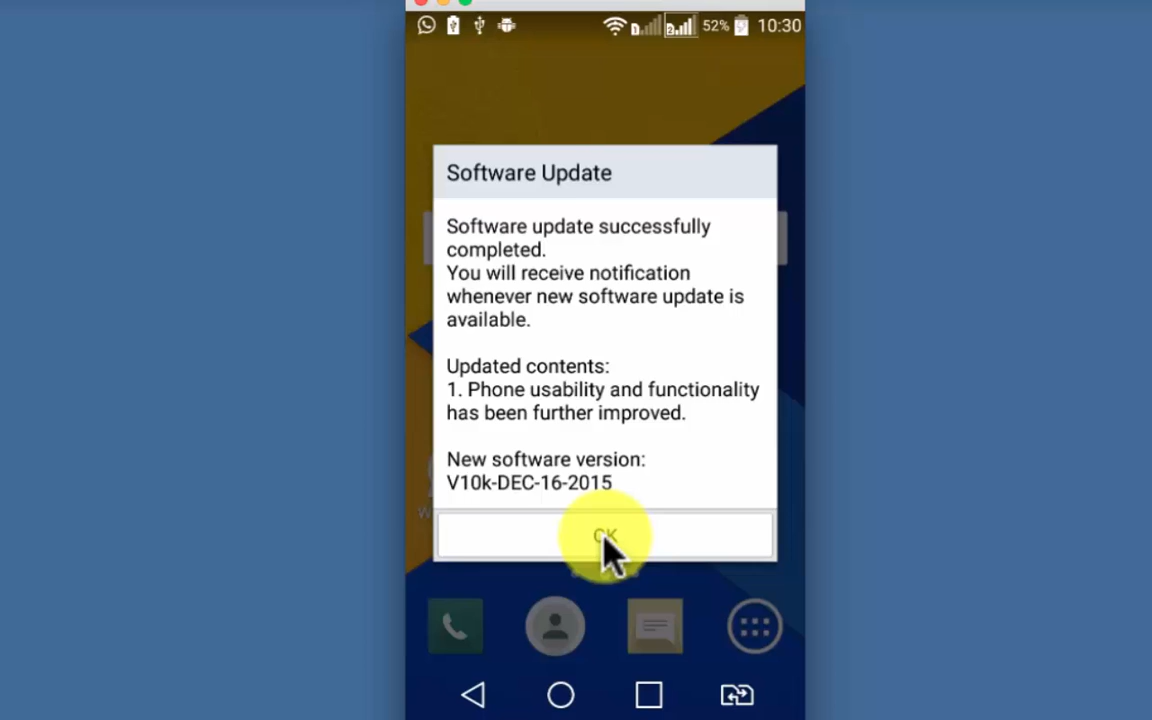 52% 10:30
Software Update
Software update successfully
completed.
You will receive notification
whenever new software update is
available.
Updated contents:
1. Phone usability and functionality
has been further improved.
New software version:
V10k-DEC-16-2015
OK